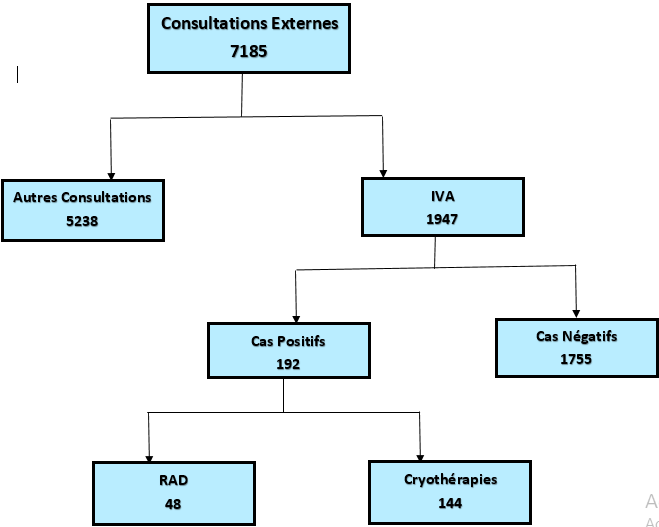 Consultations Externes
7185
Autres Consultations
5238
IVA
1947
Cas Positifs
192
Cas Négatifs
1755
RAD
48
Cryothérapies
144
A